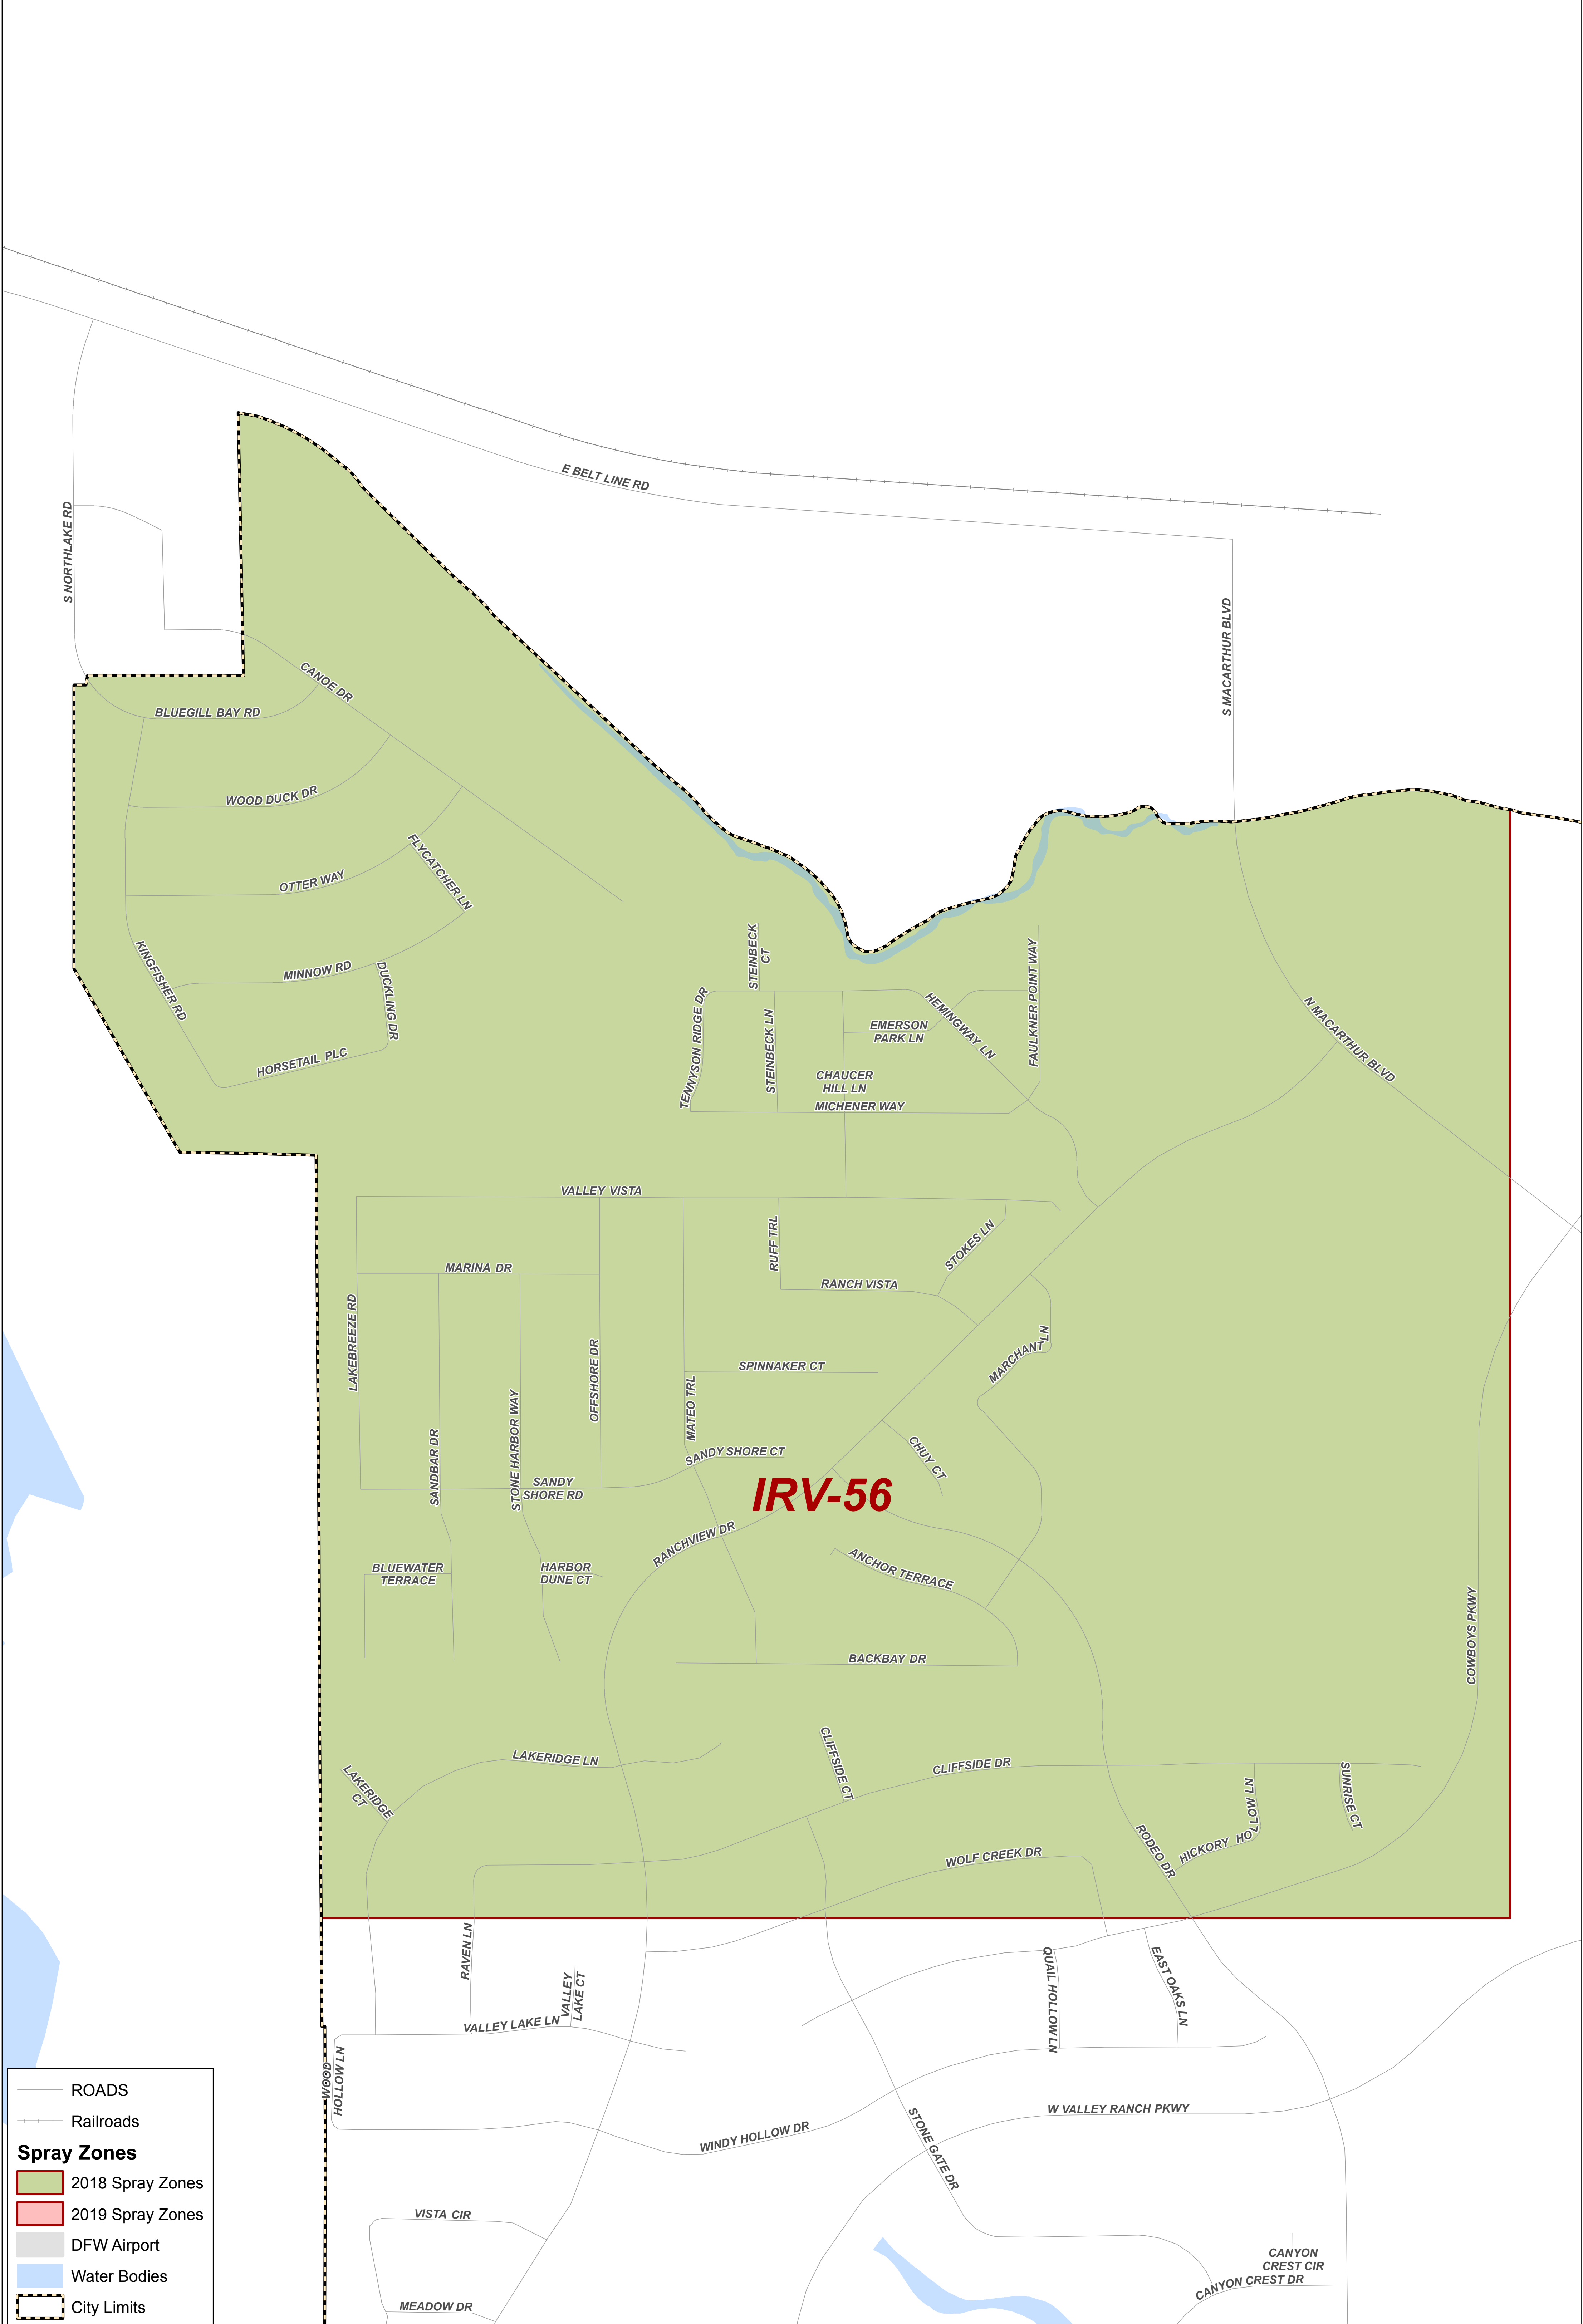 E BELT LINE RD
S NORTHLAKE RD
S MACARTHUR BLVD
CANOE DR
BLUEGILL BAY RD
WOOD DUCK DR
FLYCATCHER LN
OTTER WAY
KINGFISHER RD
MINNOW RD
DUCKLING DR
HORSETAIL PLC
STEINBECK
CT
TENNYSON RIDGE DR
STEINBECK LN
HEMINGWAY LN
EMERSON
PARK LN
FAULKNER POINT WAY
N MACARTHUR BLVD
CHAUCER
HILL LN
MICHENER WAY
VALLEY VISTA
RUFF TRL
STOKES LN
MARINA DR
RANCH VISTA
LAKEBREEZE RD
OFFSHORE DR
SPINNAKER CT
MARCHANT LN
MATEO TRL
STONE HARBOR WAY
SANDBAR DR
SANDY SHORE CT
CHUY CT
SANDY
SHORE RD
IRV-56
RANCHVIEW DR
ANCHOR TERRACE
BLUEWATER
TERRACE
HARBOR
DUNE CT
COWBOYS PKWY
BACKBAY DR
LAKERIDGE LN
CLIFFSIDE CT
CLIFFSIDE DR
LAKERIDGE
CT
SUNRISE CT
HICKORY HOLLOW LN
RODEO DR
WOLF CREEK DR
RAVEN LN
VALLEY
LAKE CT
QUAIL HOLLOW LN
EAST OAKS LN
VALLEY LAKE LN
WOOD
HOLLOW LN
W VALLEY RANCH PKWY
WINDY HOLLOW DR
STONE GATE DR
VISTA CIR
CANYON
CREST CIR
CANYON CREST DR
MEADOW DR
ROADS
Railroads
Spray Zones
2018 Spray Zones
2019 Spray Zones
DFW Airport
Water Bodies
City Limits